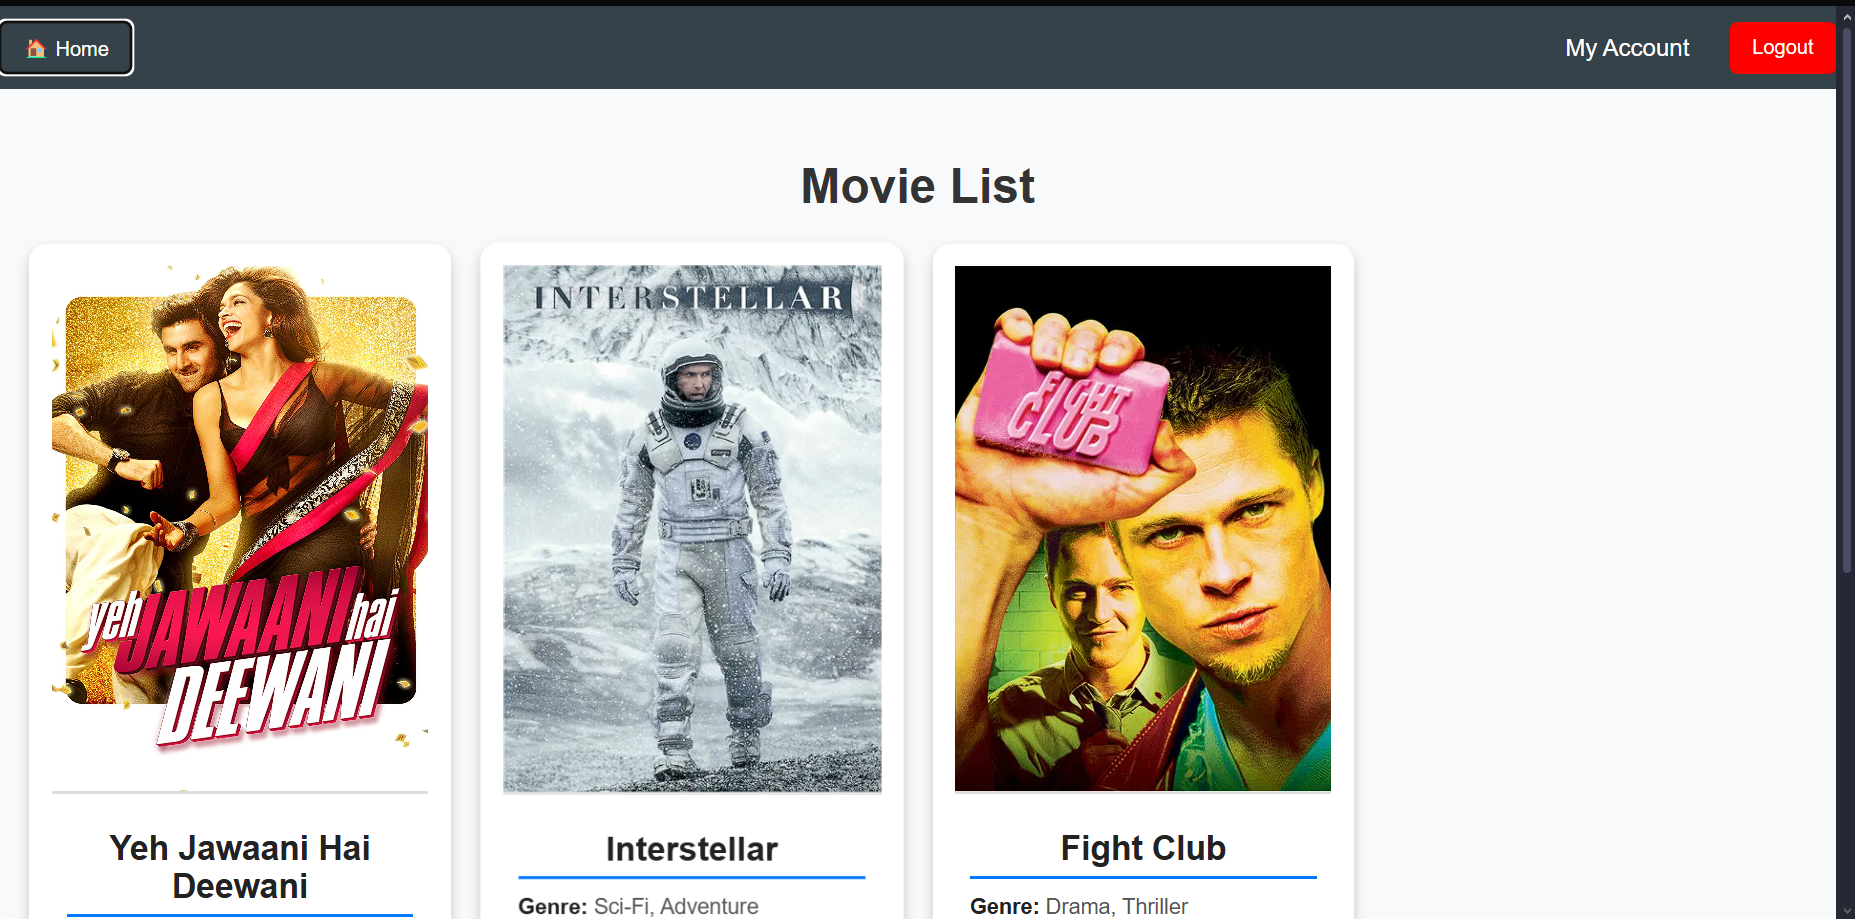 Home
My Account
Logout
Movie List
yeh JAWAANI hai
DEEWANI
INTERSTELLAR
FIGHT
CLUB
Yeh Jawaani Hai
Deewani
Interstellar
Genre: Sci-Fi, Adventure
Fight Club
Genre: Drama, Thriller